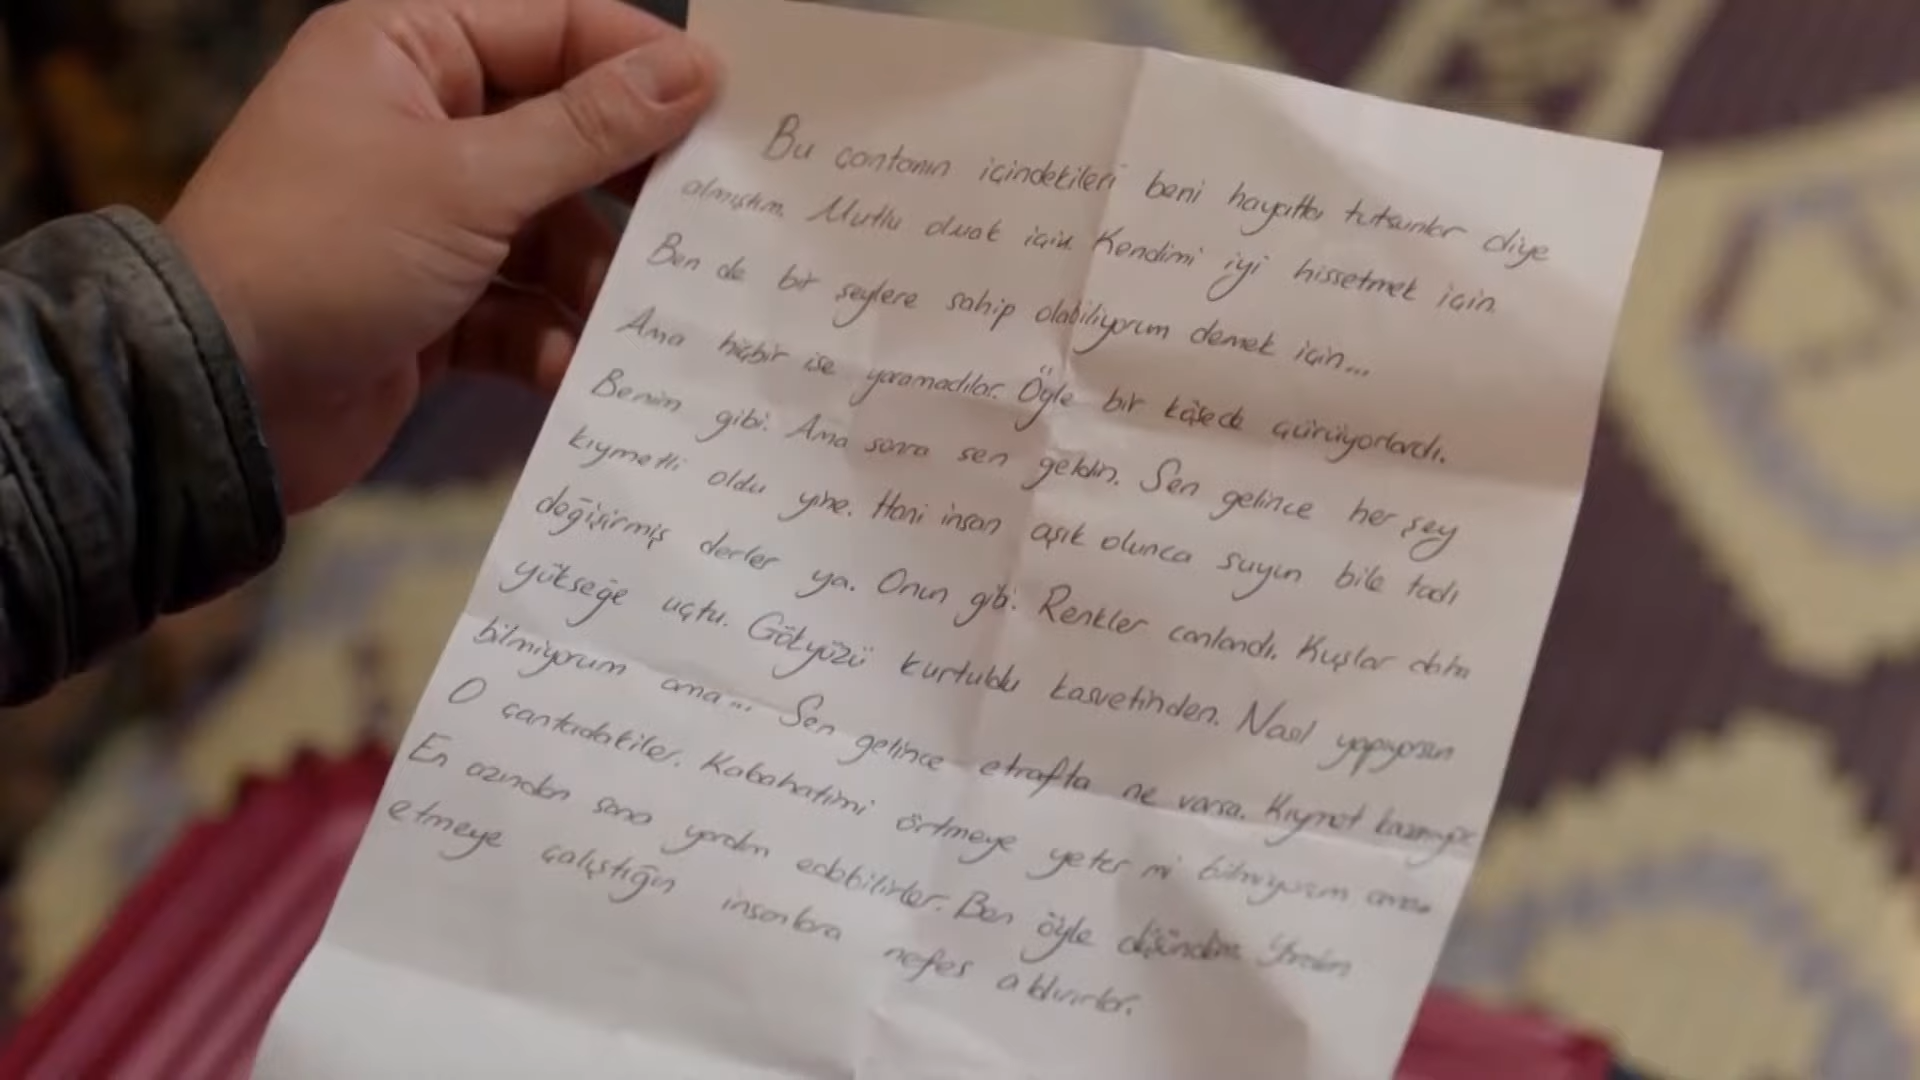 Bu çantanın içindekileri beni hayatta tutsunlar diye
almıştım. Mutlu olmak için. Kendimi iyi hissetmek için.
Ben de bir şeylere sahip olabiliyorum demek için...
Ama hiçbir işe yaramadılar. Öyle bir köşede çürüyorlardı.
Benim gibi. Ama sonra sen geldin. Sen gelince her şey
kıymetli oldu yine. Hani insan aşık olunca suyun bile tadı
değişirmiş derler ya. Onun gibi. Renkler canlandı. Kuşlar daha
yükseğe uçtu. Gökyüzü kurtuldu kasvetinden. Nasıl yapıyorsun
bilmiyorum ama... Sen gelince etrafta ne varsa. Kıymet kazanıyor
O çantadakiler. Kabahatimi örtmeye yeter mi bilmiyorum ama..
En azından sana yardım edebilirler. Ben öyle düşündüm. Yardım
etmeye çalıştığın insanlara nefes aldırırlar.